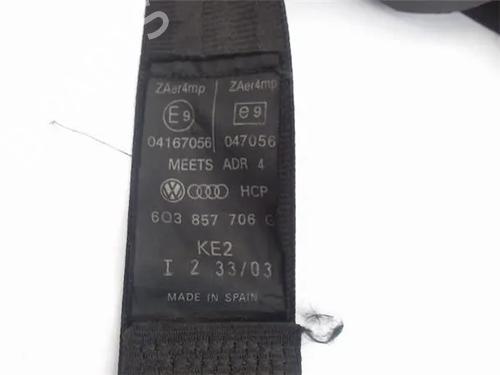 ZAer4mp ZAer4mp
E9 e9
04167056 047056
MEETS ADR 4
HCP
6Q3 857 706 G
KE2
I 2 33/03
MADE IN SPAIN